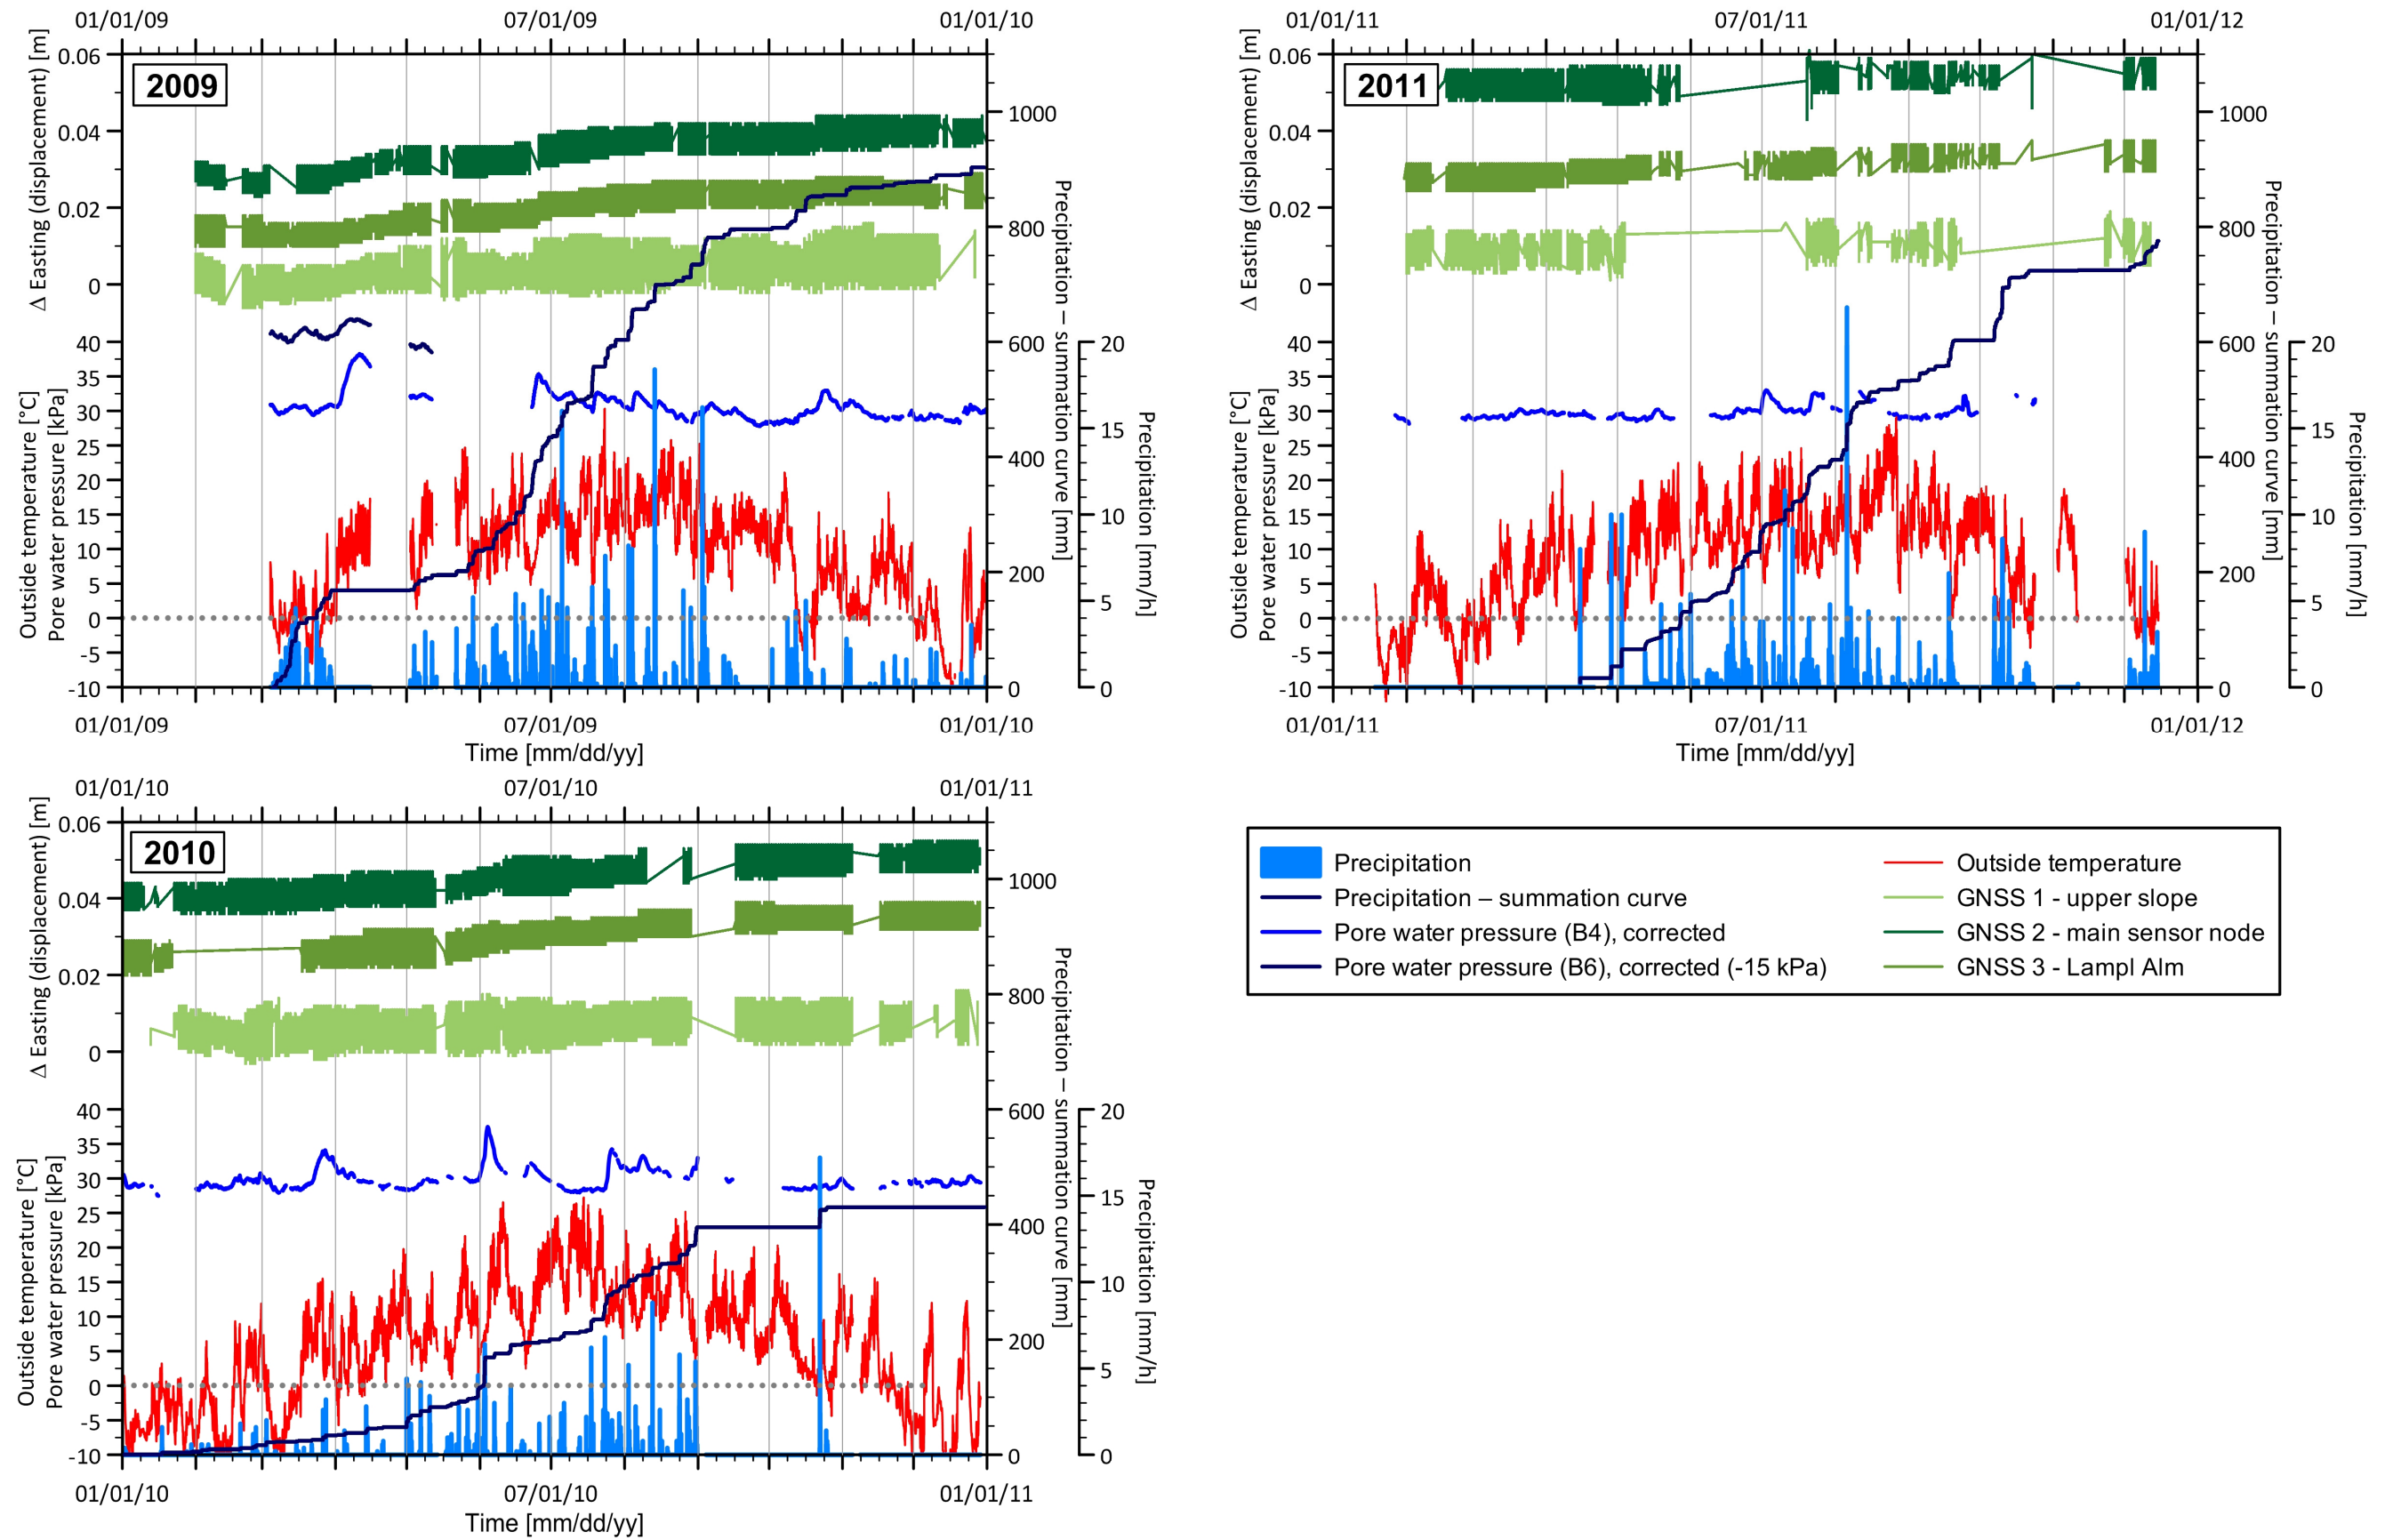 01/01/09 07/01/09 01/01/10
2009
Δ Easting (displacement) [m]
0.06
0.04
0.02
0
Outside temperature [°C]
Pore water pressure [kPa]
40
35
30
25
20
15
10
5
0
-5
-10
1000
800
600
400
200
0
Precipitation – summation curve [mm]
20
15
10
5
0
Precipitation [mm/h]
01/01/09 07/01/09 01/01/10
Time [mm/dd/yy]
01/01/11 07/01/11 01/01/12
2011
Δ Easting (displacement) [m]
0.06
0.04
0.02
0
Outside temperature [°C]
Pore water pressure [kPa]
40
35
30
25
20
15
10
5
0
-5
-10
1000
800
600
400
200
0
Precipitation – summation curve [mm]
20
15
10
5
0
Precipitation [mm/h]
01/01/11 07/01/11 01/01/12
Time [mm/dd/yy]
01/01/10 07/01/10 01/01/11
2010
Δ Easting (displacement) [m]
0.06
0.04
0.02
0
Outside temperature [°C]
Pore water pressure [kPa]
40
35
30
25
20
15
10
5
0
-5
-10
1000
800
600
400
200
0
Precipitation – summation curve [mm]
20
15
10
5
0
Precipitation [mm/h]
01/01/10 07/01/10 01/01/11
Time [mm/dd/yy]
Precipitation
Precipitation – summation curve
Pore water pressure (B4), corrected
Pore water pressure (B6), corrected (-15 kPa)
Outside temperature
GNSS 1 - upper slope
GNSS 2 - main sensor node
GNSS 3 - Lampl Alm